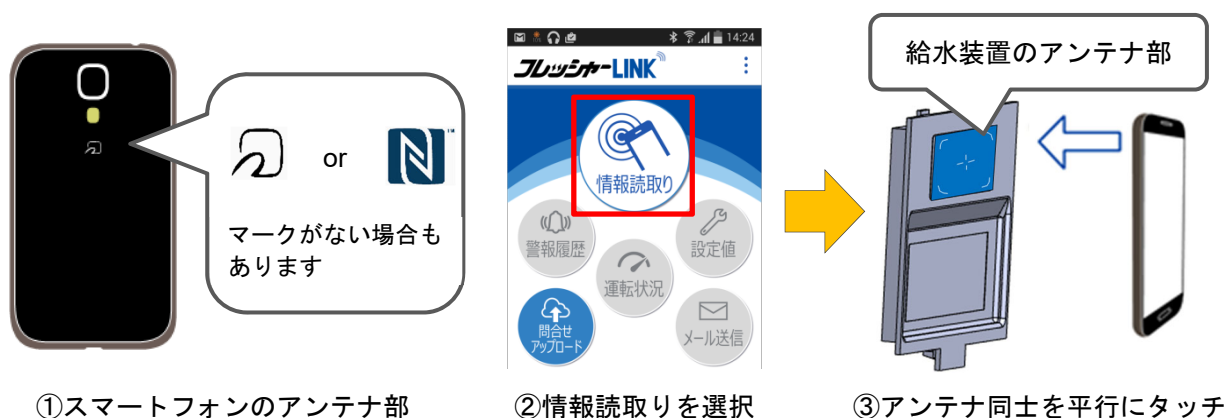 or
マークがない場合も
あります
14:24
フレッシャーLINK
情報読取り
警報履歴
設定値
運転状況
問合せ
アップロード
メール送信
給水装置のアンテナ部
①スマートフォンのアンテナ部
②情報読取りを選択
③アンテナ同士を平行にタッチ